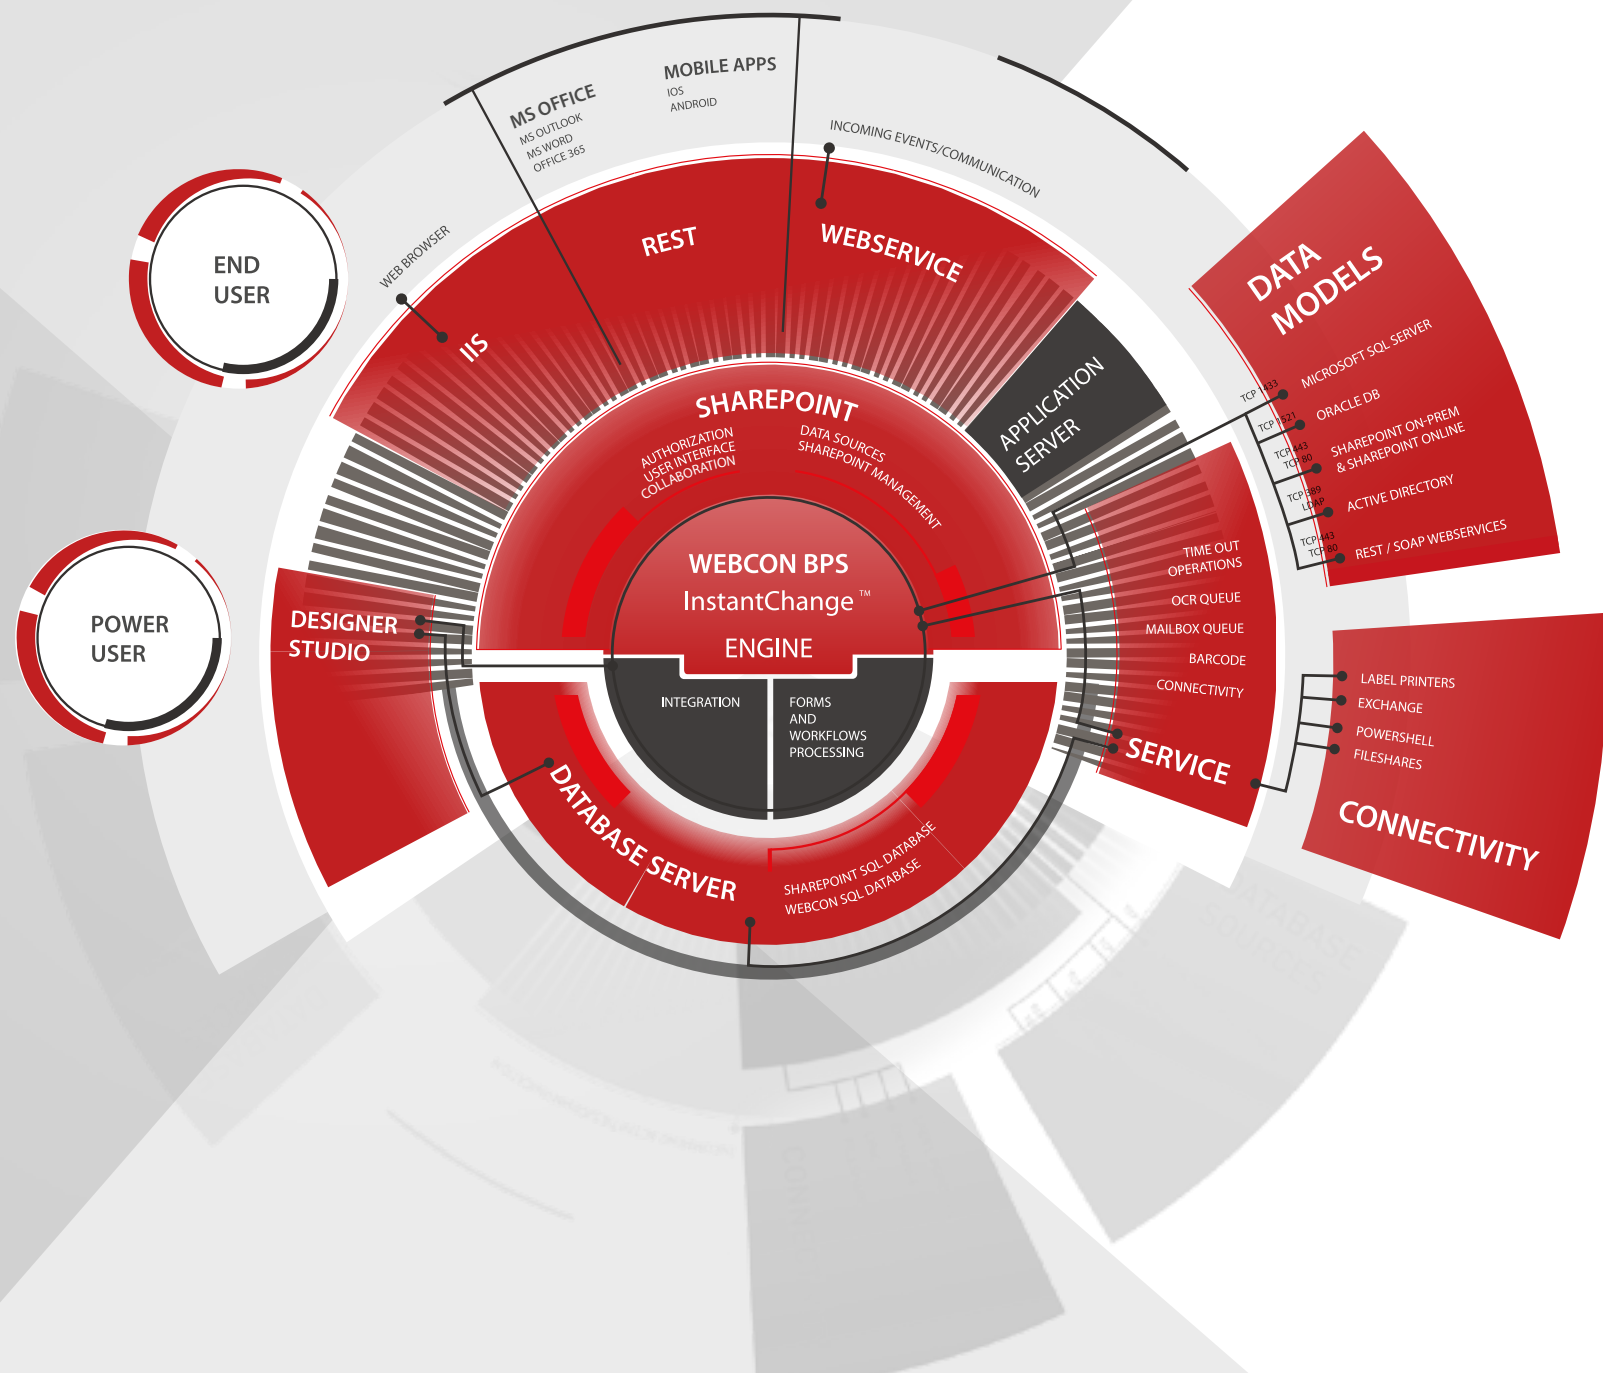 MS OFFICE
MS OUTLOOK
MS WORD
OFFICE 365
MOBILE APPS
IOS
ANDROID
INCOMING EVENTS/COMMUNICATION
WEB BROWSER
END
USER
IIS
REST
WEBSERVICE
APPLICATION
SERVER
SHAREPOINT
AUTHORIZATION
USER INTERFACE
COLLABORATION
DATA SOURCES
SHAREPOINT MANAGEMENT
DATA
MODELS
TCP 1433
MICROSOFT SQL SERVER
TCP 1521
ORACLE DB
TCP 443
TCP 80
SHAREPOINT ON-PREM
& SHAREPOINT ONLINE
TCP 389
LDAP
ACTIVE DIRECTORY
TCP 443
TCP 80
REST / SOAP WEBSERVICES
WEBCON BPS
InstantChange ™
ENGINE
INTEGRATION
FORMS
AND
WORKFLOWS
PROCESSING
POWER
USER
DESIGNER
STUDIO
TIME OUT
OPERATIONS
OCR QUEUE
MAILBOX QUEUE
BARCODE
CONNECTIVITY
SERVICE
LABEL PRINTERS
EXCHANGE
POWERSHELL
FILESHARES
CONNECTIVITY
DATABASE SERVER
SHAREPOINT SQL DATABASE
WEBCON SQL DATABASE
DATABASE
SOURCES